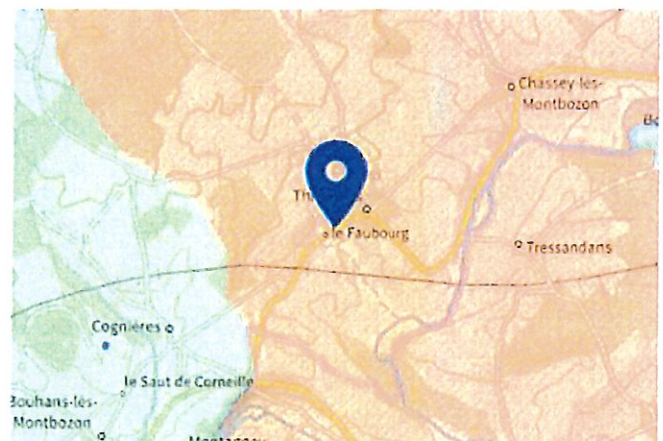 Chassey-lès-
Montbozon
le Faubourg
Tressandans
Cognières
le Saut de Corneille
Bouhans-lès-
Montbozon